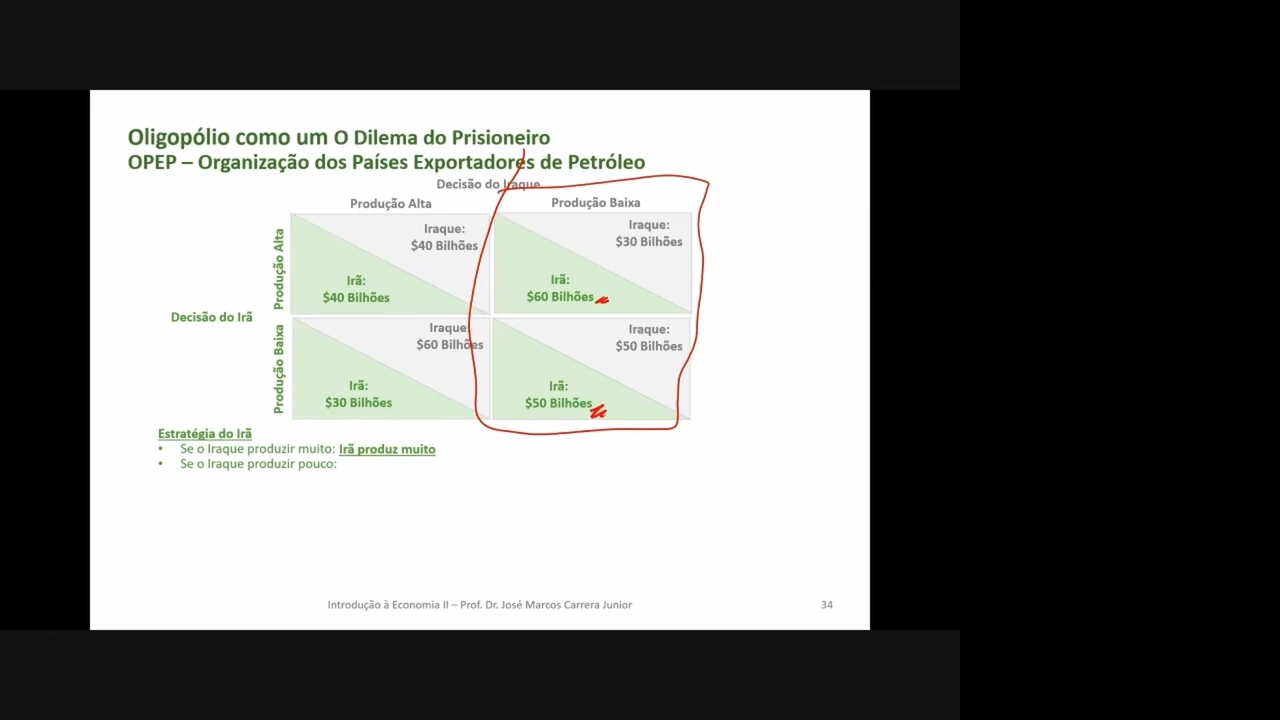 Oligopólio como um O Dilema do Prisioneiro
OPEP – Organização dos Países Exportadores de Petróleo
Decisão do Iraque
Produção Alta
Produção Baixa
Decisão do Irã
Produção Alta
Iraque:
$40 Bilhões
Irã:
$40 Bilhões
Iraque:
$30 Bilhões
Irã:
$60 Bilhões
Produção Baixa
Iraque:
$60 Bilhões
Irã:
$30 Bilhões
Iraque:
$50 Bilhões
Irã:
$50 Bilhões
Estratégia do Irã
• Se o Iraque produzir muito: Irã produz muito
• Se o Iraque produzir pouco:
Introdução à Economia II – Prof. Dr. José Marcos Carrera Junior
34